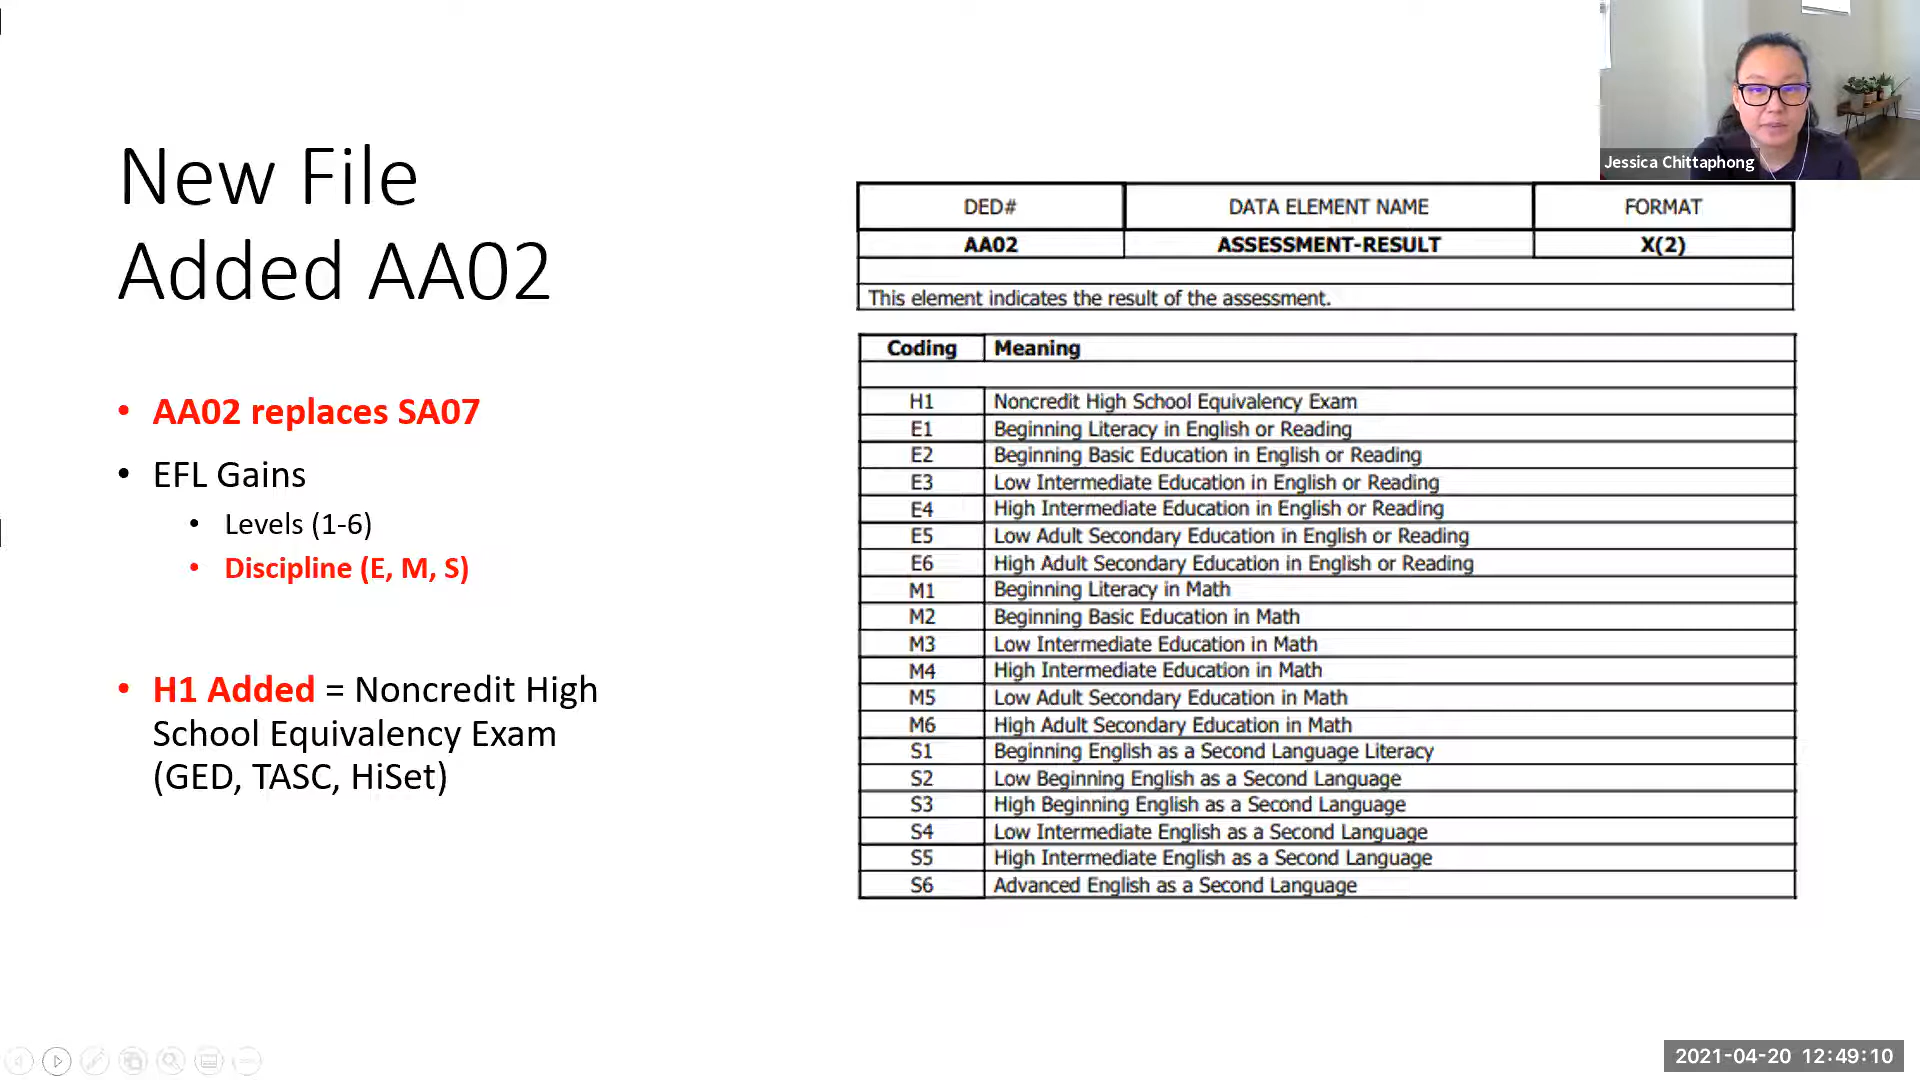 New File
Added AA02
• AA02 replaces SA07
• EFL Gains
• Levels (1-6)
• Discipline (E, M, S)
• H1 Added = Noncredit High
School Equivalency Exam
(GED, TASC, HiSet)
Jessica Chittaphong
DED# DATA ELEMENT NAME FORMAT
AA02 ASSESSMENT-RESULT X(2)
This element indicates the result of the assessment.
Coding Meaning
H1 Noncredit High School Equivalency Exam
E1 Beginning Literacy in English or Reading
E2 Beginning Basic Education in English or Reading
E3 Low Intermediate Education in English or Reading
E4 High Intermediate Education in English or Reading
E5 Low Adult Secondary Education in English or Reading
E6 High Adult Secondary Education in English or Reading
M1 Beginning Literacy in Math
M2 Beginning Basic Education in Math
M3 Low Intermediate Education in Math
M4 High Intermediate Education in Math
M5 Low Adult Secondary Education in Math
M6 High Adult Secondary Education in Math
S1 Beginning English as a Second Language Literacy
S2 Low Beginning English as a Second Language
S3 High Beginning English as a Second Language
S4 Low Intermediate English as a Second Language
S5 High Intermediate English as a Second Language
S6 Advanced English as a Second Language
2021-04-20 12:49:10